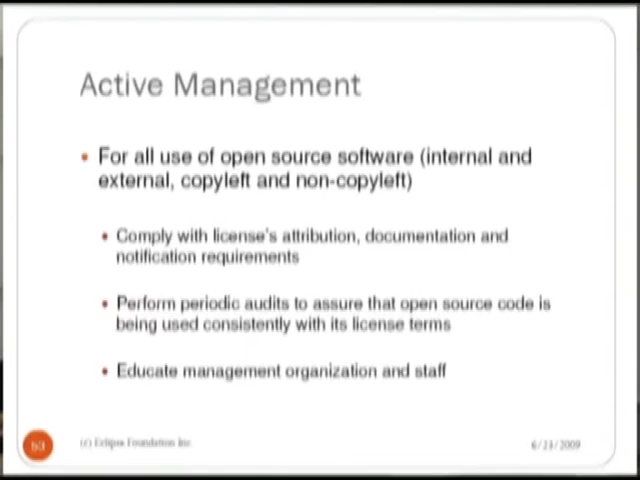 Active Management
• For all use of open source software (internal and
external, copyleft and non-copyleft)
• Comply with license's attribution, documentation and
notification requirements
• Perform periodic audits to assure that open source code is
being used consistently with its license terms
• Educate management organization and staff
(c) Eclipse Foundation Inc
6/23/2009